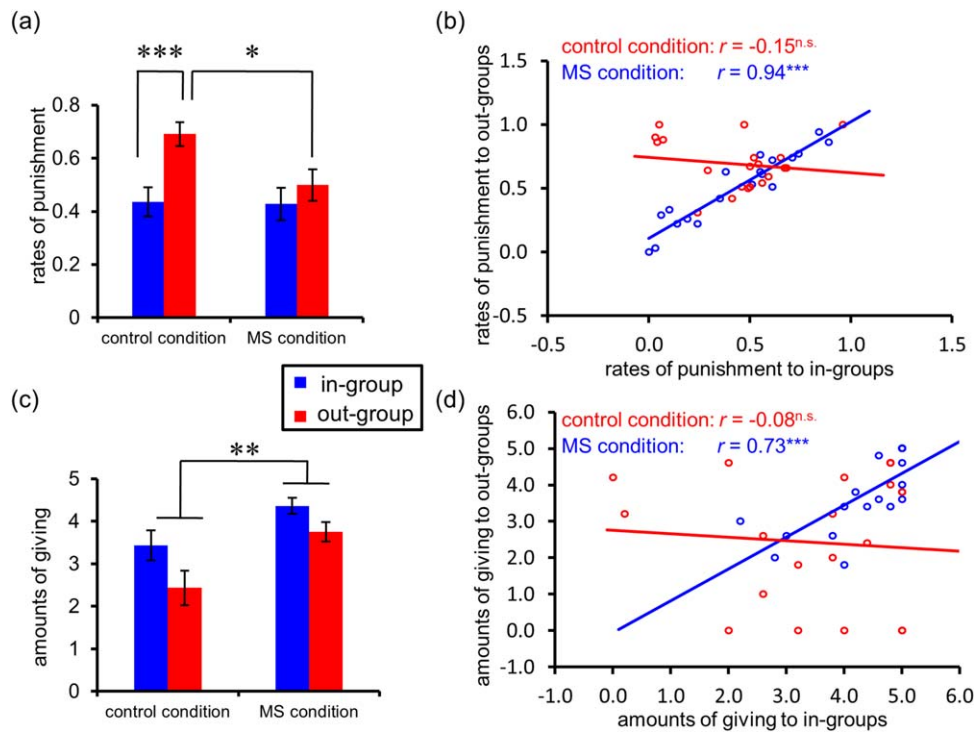 (a)
***
*
rates of punishment
0.8
0.6
0.4
0.2
0
control condition
MS condition
(b)
control condition: r = -0.15n.s.
MS condition: r = 0.94***
rates of punishment to out-groups
1.5
1.0
0.5
0.0
-0.5
-0.5
0.0
0.5
1.0
1.5
rates of punishment to in-groups
in-group
out-group
(c)
**
amounts of giving
5
4
3
2
1
0
control condition
MS condition
(d)
control condition: r = -0.08n.s.
MS condition: r = 0.73***
amounts of giving to out-groups
6.0
5.0
4.0
3.0
2.0
1.0
0.0
-1.0
-1.0
0.0
1.0
2.0
3.0
4.0
5.0
6.0
amounts of giving to in-groups